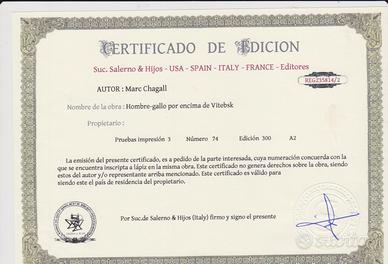 CERTIFICADO DE EDICION
Suc. Salerno & Hijos - USA - SPAIN - ITALY - FRANCE - Editores
REG235814/2
AUTOR : Marc Chagall
Nombre de la obra : Hombre-gallo por encima de Vitebsk
Propietario :
Pruebas impresión 3 Número 74 Edición 300 A2
La emisión del presente certificado, es a pedido de la parte interesada, cuya numeración concuerda con la
que se encuentra inscripta a lápiz en la misma obra. Este certificado no genera derechos sobre la obra, siendo
estos del autor y/o representante arriba mencionado. Este certificado es válido para
siendo este el país de residencia del propietario.
Por Suc.de Salerno & Hijos (Italy) firmo y signo el presente
subito